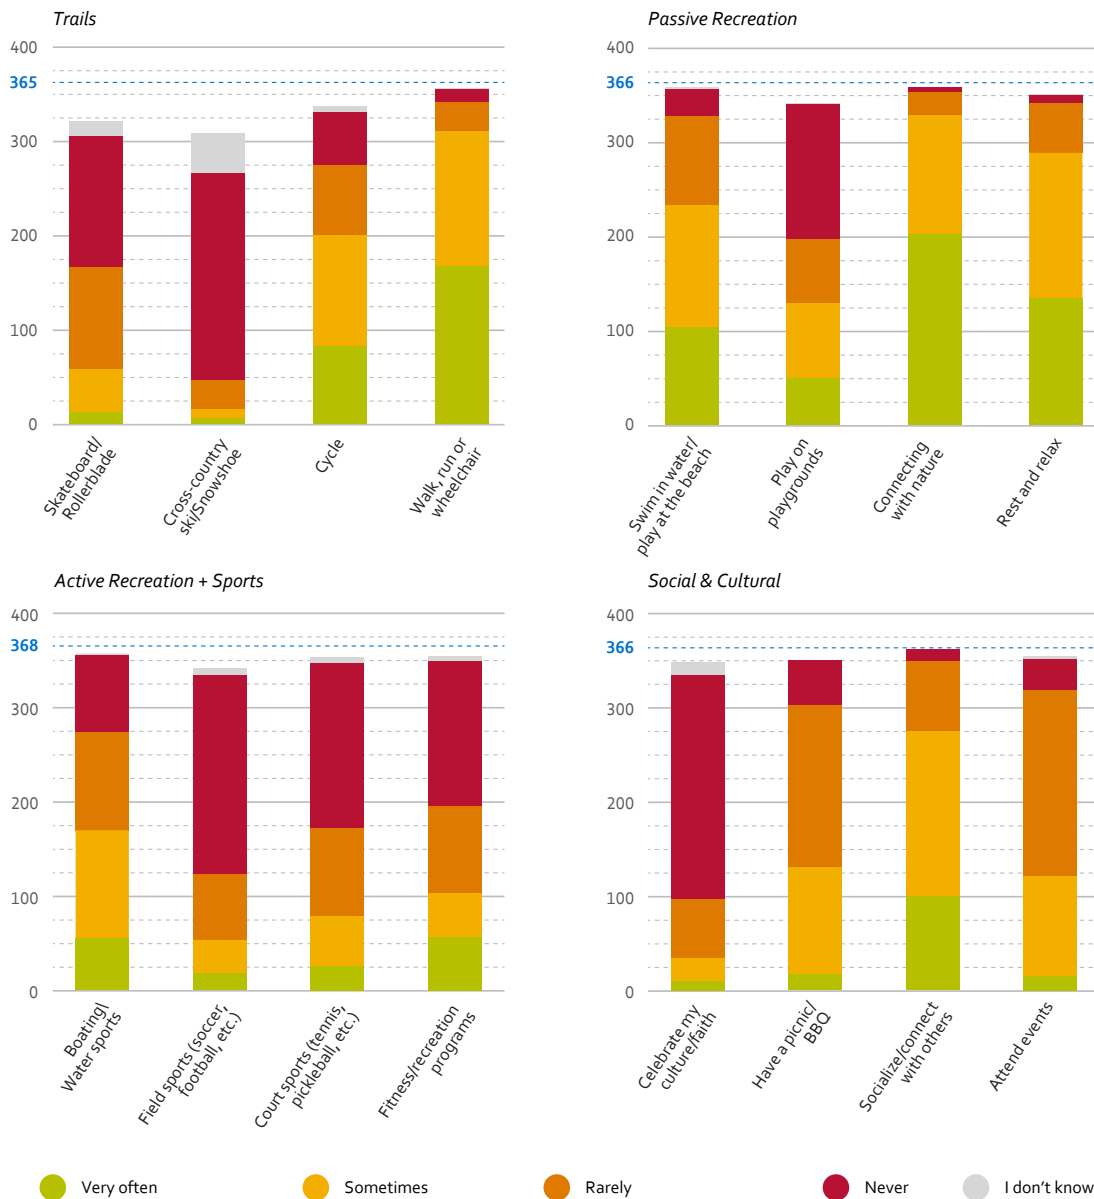 Trails
400
365
300
200
100
0
Skateboard/
Rollerblade
Cross-country
ski/Snowshoe
Cycle
Walk, run or
wheelchair
Passive Recreation
400
366
300
200
100
0
Swim in water/
play at the beach
Play on
playgrounds
Connecting
with nature
Rest and relax
Active Recreation + Sports
400
368
300
200
100
0
Boating\
Water sports
Field sports (soccer,
football, etc.)
Court sports (tennis,
pickleball, etc.)
Fitness/recreation
programs
Social & Cultural
400
366
300
200
100
0
Celebrate my
culture/faith
Have a picnic/
BBQ
Socialize/connect
with others
Attend events
Very often
Sometimes
Rarely
Never
I don't know